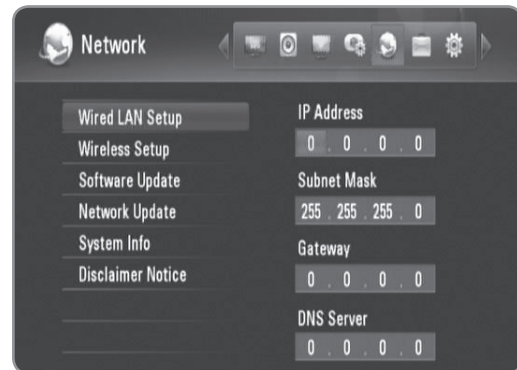 Network
Wired LAN Setup
Wireless Setup
Software Update
Network Update
System Info
Disclaimer Notice
IP Address
0 . 0 . 0 . 0
Subnet Mask
255 . 255 . 255 . 0
Gateway
0 . 0 . 0 . 0
DNS Server
0 . 0 . 0 . 0